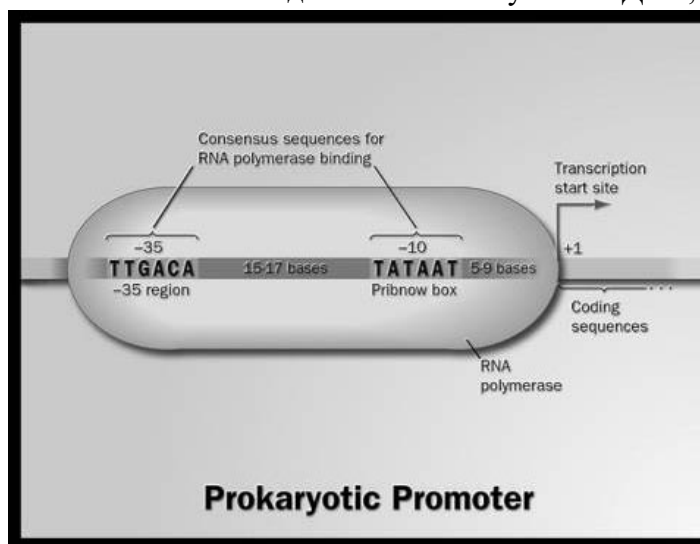 Consensus sequences for
RNA polymerase binding
Transcription
start site
–35
–10
+1
TTGACA
15-17 bases
TATAAT
5-9 bases
–35 region
Pribnow box
Coding
sequences
RNA
polymerase
Prokaryotic Promoter